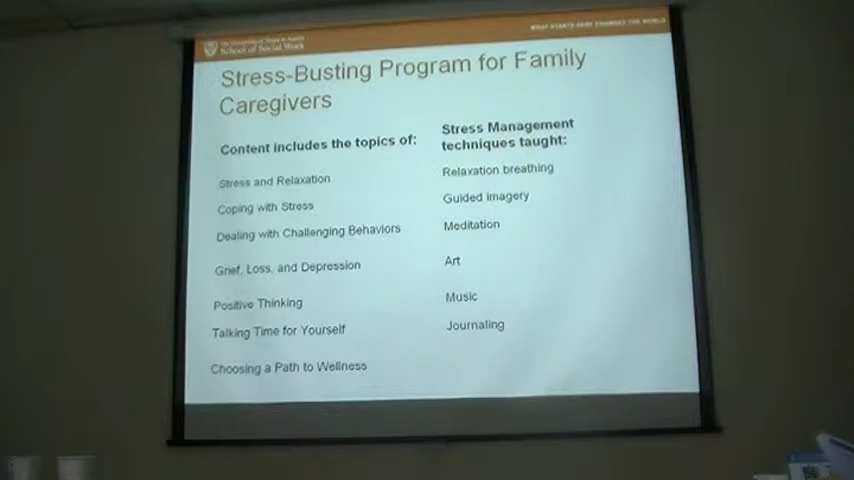 The University of Texas at Austin
School of Social Work
WHAT STARTS HERE CHANGES THE WORLD
Stress-Busting Program for Family
Caregivers
Content includes the topics of:
Stress and Relaxation
Coping with Stress
Dealing with Challenging Behaviors
Grief, Loss, and Depression
Positive Thinking
Talking Time for Yourself
Choosing a Path to Wellness
Stress Management
techniques taught:
Relaxation breathing
Guided imagery
Meditation
Art
Music
Journaling